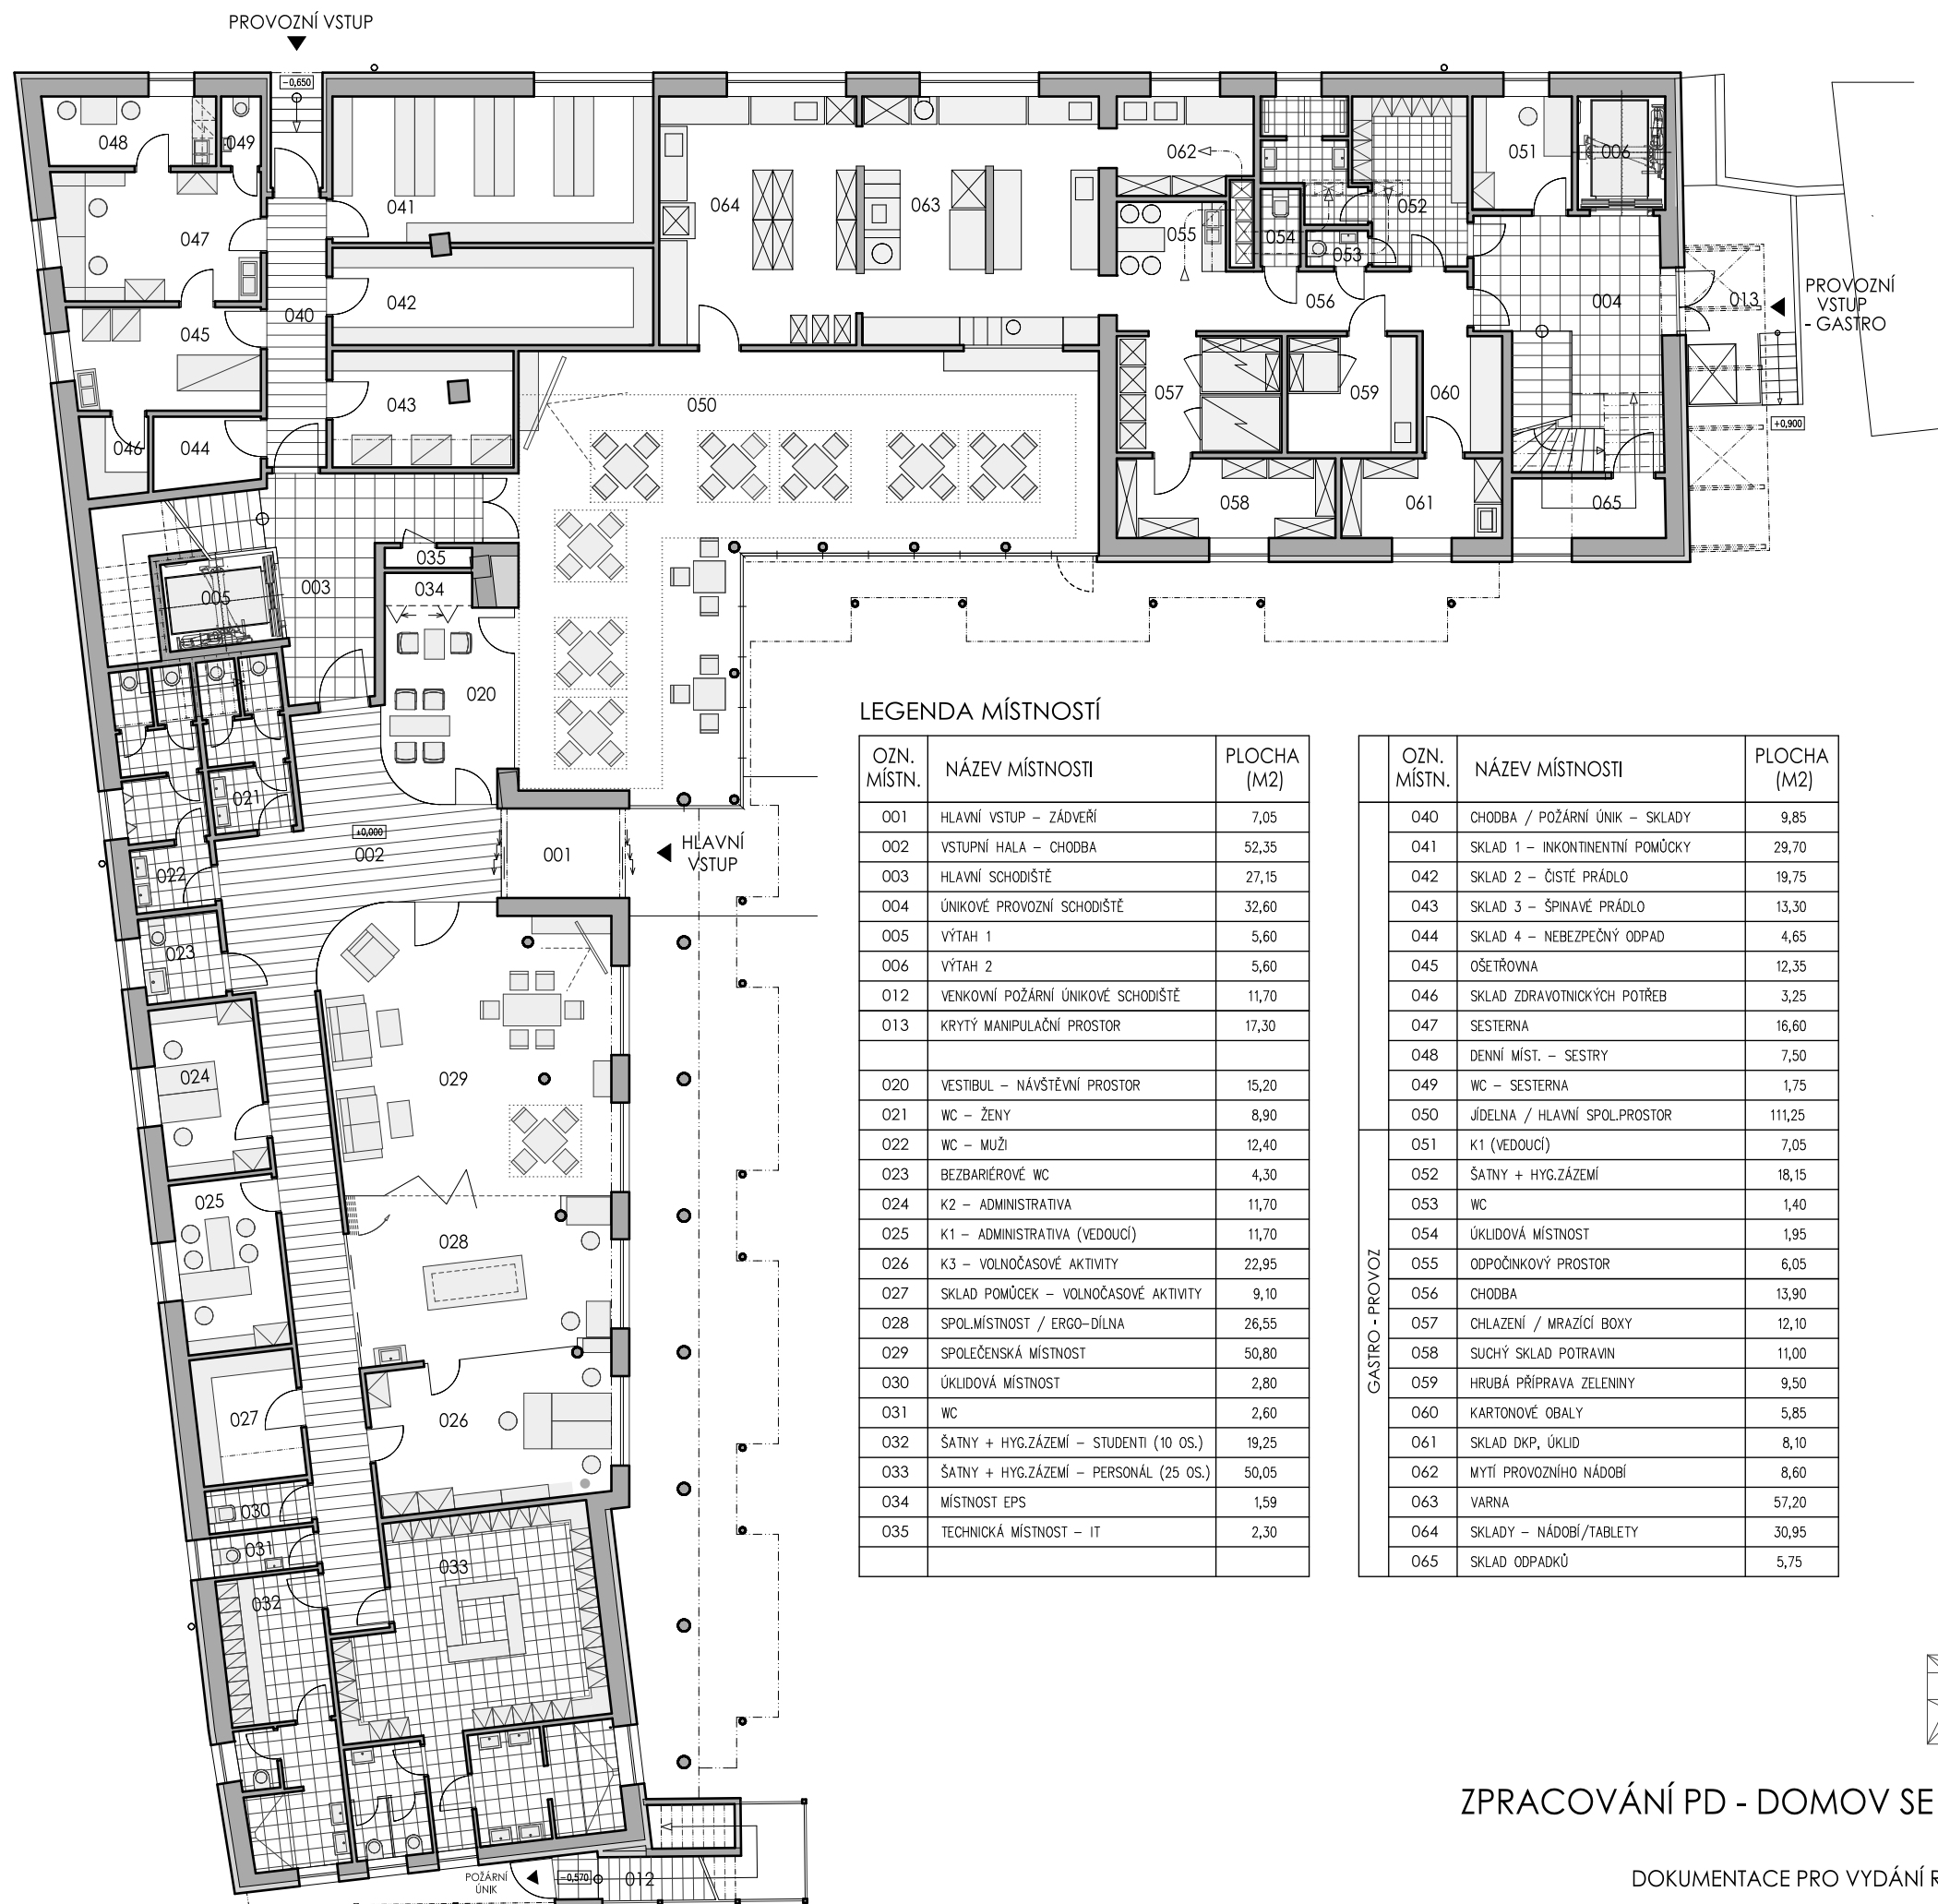 PROVOZNÍ VSTUP
-0,650
048
049
041
064
063
062
051
006
052
047
055
054
053
042
040
056
004
013
PROVOZNÍ
VSTUP
- GASTRO
045
043
050
057
059
060
+0,900
046
044
058
061
065
035
034
003
005
020
021
±0,000
002
001
HLAVNÍ
VSTUP
022
023
024
029
025
028
027
026
030
031
033
032
POŽÁRNÍ
ÚNIK
-0,570
012
LEGENDA MÍSTNOSTÍ
OZN. MÍSTN. NÁZEV MÍSTNOSTI PLOCHA (M2)
001 HLAVNÍ VSTUP – ZÁDVEŘÍ 7,05
002 VSTUPNÍ HALA – CHODBA 52,35
003 HLAVNÍ SCHODIŠTĚ 27,15
004 ÚNIKOVÉ PROVOZNÍ SCHODIŠTĚ 32,60
005 VÝTAH 1 5,60
006 VÝTAH 2 5,60
012 VENKOVNÍ POŽÁRNÍ ÚNIKOVÉ SCHODIŠTĚ 11,70
013 KRYTÝ MANIPULAČNÍ PROSTOR 17,30
020 VESTIBUL – NÁVŠTĚVNÍ PROSTOR 15,20
021 WC – ŽENY 8,90
022 WC – MUŽI 12,40
023 BEZBARIÉROVÉ WC 4,30
024 K2 – ADMINISTRATIVA 11,70
025 K1 – ADMINISTRATIVA (VEDOUCÍ) 11,70
026 K3 – VOLNOČASOVÉ AKTIVITY 22,95
027 SKLAD POMŮCEK – VOLNOČASOVÉ AKTIVITY 9,10
028 SPOL.MÍSTNOST / ERGO–DÍLNA 26,55
029 SPOLEČENSKÁ MÍSTNOST 50,80
030 ÚKLIDOVÁ MÍSTNOST 2,80
031 WC 2,60
032 ŠATNY + HYG.ZÁZEMÍ – STUDENTI (10 OS.) 19,25
033 ŠATNY + HYG.ZÁZEMÍ – PERSONÁL (25 OS.) 50,05
034 MÍSTNOST EPS 1,59
035 TECHNICKÁ MÍSTNOST – IT 2,30
OZN. MÍSTN. NÁZEV MÍSTNOSTI PLOCHA (M2)
040 CHODBA / POŽÁRNÍ ÚNIK – SKLADY 9,85
041 SKLAD 1 – INKONTINENTNÍ POMŮCKY 29,70
042 SKLAD 2 – ČISTÉ PRÁDLO 19,75
043 SKLAD 3 – ŠPINAVÉ PRÁDLO 13,30
044 SKLAD 4 – NEBEZPEČNÝ ODPAD 4,65
045 OŠETŘOVNA 12,35
046 SKLAD ZDRAVOTNICKÝCH POTŘEB 3,25
047 SESTERNA 16,60
048 DENNÍ MÍST. – SESTRY 7,50
049 WC – SESTERNA 1,75
050 JÍDELNA / HLAVNÍ SPOL.PROSTOR 111,25
GASTRO - PROVOZ
051 K1 (VEDOUCÍ) 7,05
052 ŠATNY + HYG.ZÁZEMÍ 18,15
053 WC 1,40
054 ÚKLIDOVÁ MÍSTNOST 1,95
055 ODPOČINKOVÝ PROSTOR 6,05
056 CHODBA 13,90
057 CHLAZENÍ / MRAZÍCÍ BOXY 12,10
058 SUCHÝ SKLAD POTRAVIN 11,00
059 HRUBÁ PŘÍPRAVA ZELENINY 9,50
060 KARTONOVÉ OBALY 5,85
061 SKLAD DKP, ÚKLID 8,10
062 MYTÍ PROVOZNÍHO NÁDOBÍ 8,60
063 VARNA 57,20
064 SKLADY – NÁDOBÍ/TABLETY 30,95
065 SKLAD ODPADKŮ 5,75
ZPRACOVÁNÍ PD - DOMOV SE
DOKUMENTACE PRO VYDÁNÍ